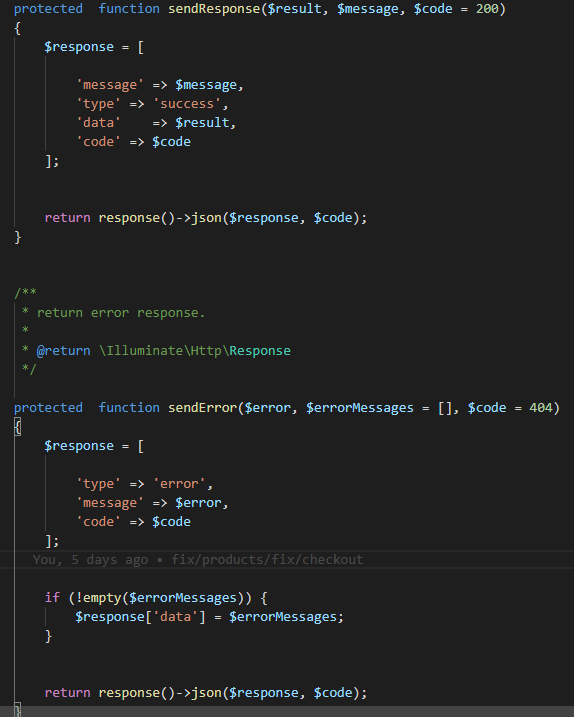 protected  function sendResponse($result, $message, $code = 200)
{
    $response = [

        'message' => $message,
        'type' => 'success',
        'data'    => $result,
        'code' => $code
    ];


    return response()->json($response, $code);
}


/**
 * return error response.
 *
 * @return \Illuminate\Http\Response
 */

protected  function sendError($error, $errorMessages = [], $code = 404)
{
    $response = [

        'type' => 'error',
        'message' => $error,
        'code' => $code
    ];
You, 5 days ago • fix/products/fix/checkout

    if (!empty($errorMessages)) {
        $response['data'] = $errorMessages;
    }


    return response()->json($response, $code);
}